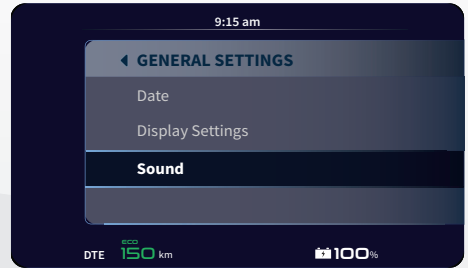 9:15 am
GENERAL SETTINGS
Date
Display Settings
Sound
DTE ECO 150 km 100%